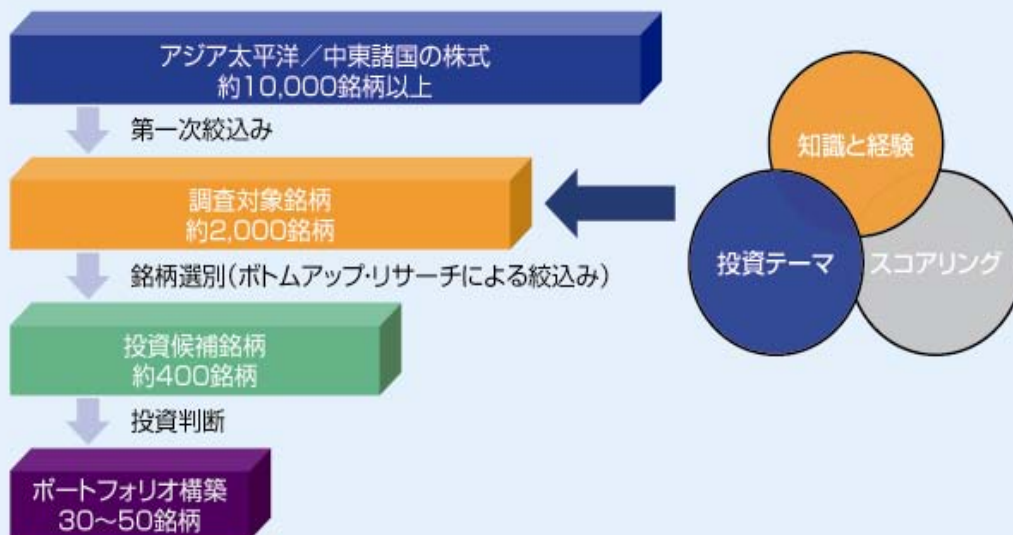 アジア太平洋／中東諸国の株式
約10,000銘柄以上
第一次絞込み
調査対象銘柄
約2,000銘柄
銘柄選別(ボトムアップ・リサーチによる絞込み)
投資候補銘柄
約400銘柄
投資判断
ポートフォリオ構築
30〜50銘柄
知識と経験
投資テーマ
スコアリング